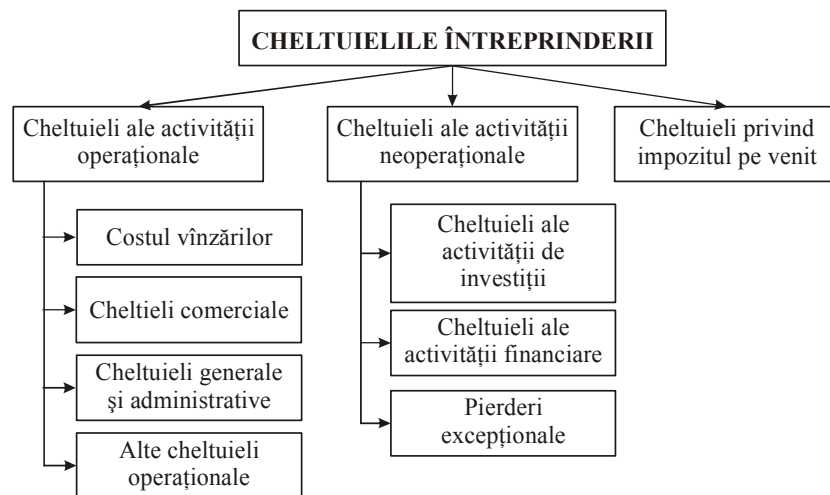 CHELTUIELILE ÎNTREPRINDERII
Cheltuieli ale activității
operaționale
Cheltuieli ale activității
neoperaționale
Cheltuieli privind
impozitul pe venit
Costul vînzărilor
Cheltieli comerciale
Cheltuieli generale
și administrative
Alte cheltuieli
operaționale
Cheltuieli ale
activității de
investiții
Cheltuieli ale
activității financiare
Pierderi
excepționale